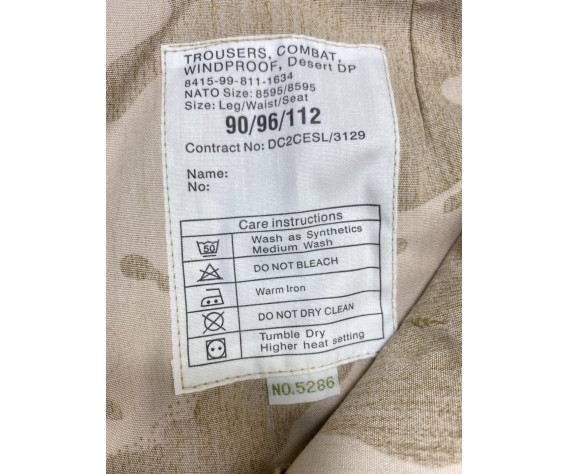 TROUSERS, COMBAT,
WINDPROOF, Desert DP
8415-99-811-1634
NATO Size: 8595/8595
Size: Leg/Waist/Seat
90/96/112
Contract No: DC2CESL/3129
Name:
No:
Care instructions
50
Wash as Synthetics
Medium Wash
DO NOT BLEACH
Warm Iron
DO NOT DRY CLEAN
Tumble Dry
Higher heat setting
NO.5286